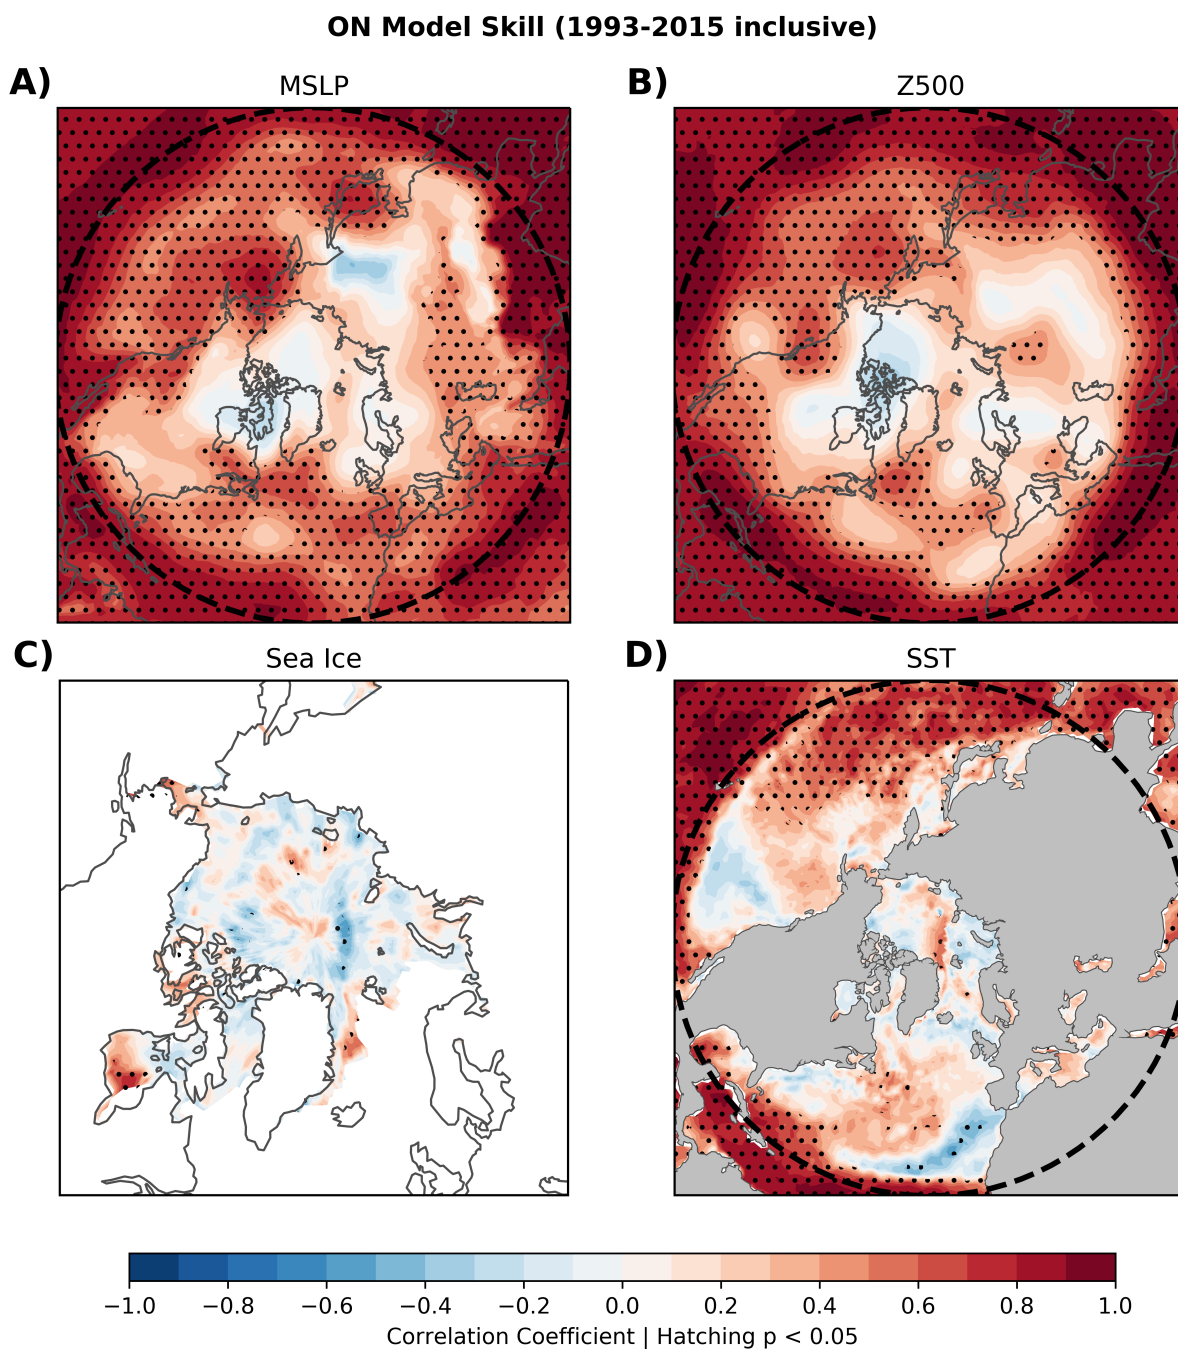 ON Model Skill (1993-2015 inclusive)
A)
MSLP
B)
Z500
C)
Sea Ice
D)
SST
−1.0 −0.8 −0.6 −0.4 −0.2 0.0 0.2 0.4 0.6 0.8 1.0
Correlation Coefficient | Hatching p < 0.05